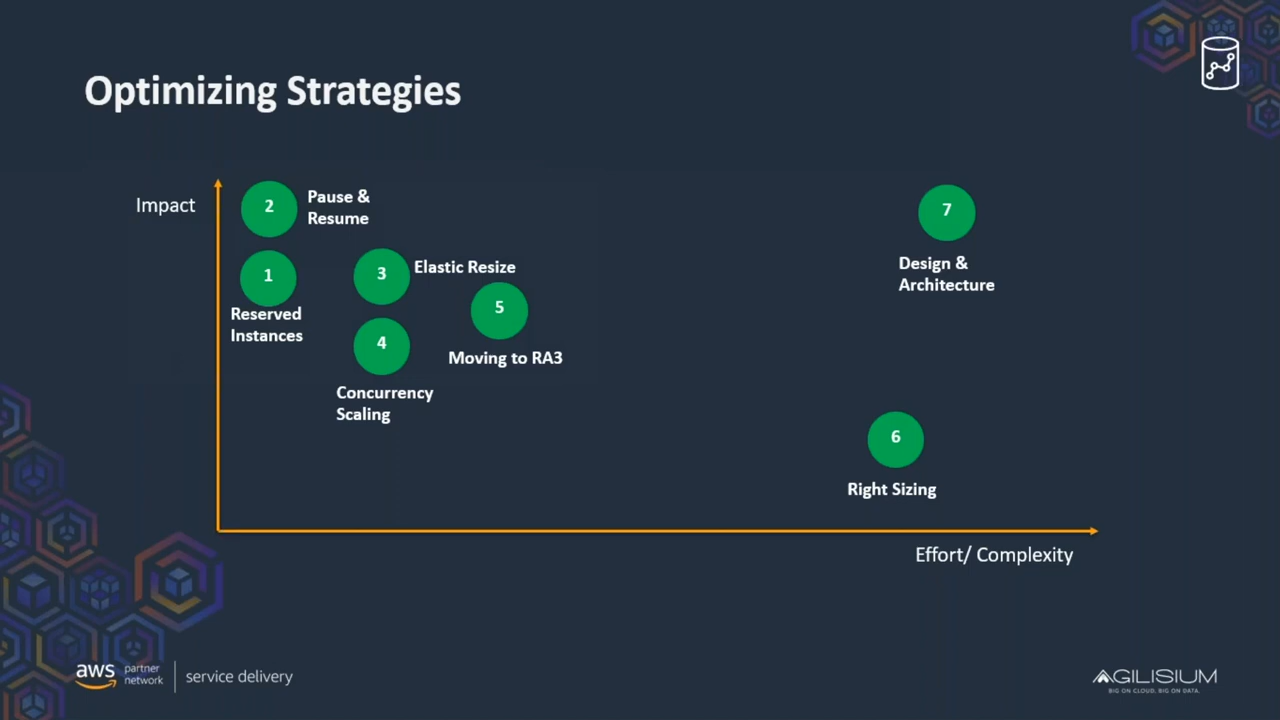 Optimizing Strategies
Impact
2
Pause &
Resume
1
Reserved
Instances
3
Elastic Resize
4
Concurrency
Scaling
5
Moving to RA3
7
Design &
Architecture
6
Right Sizing
Effort/ Complexity
aws
partner
network
service delivery
AGILISIUM
BIG ON CLOUD. BIG ON DATA.